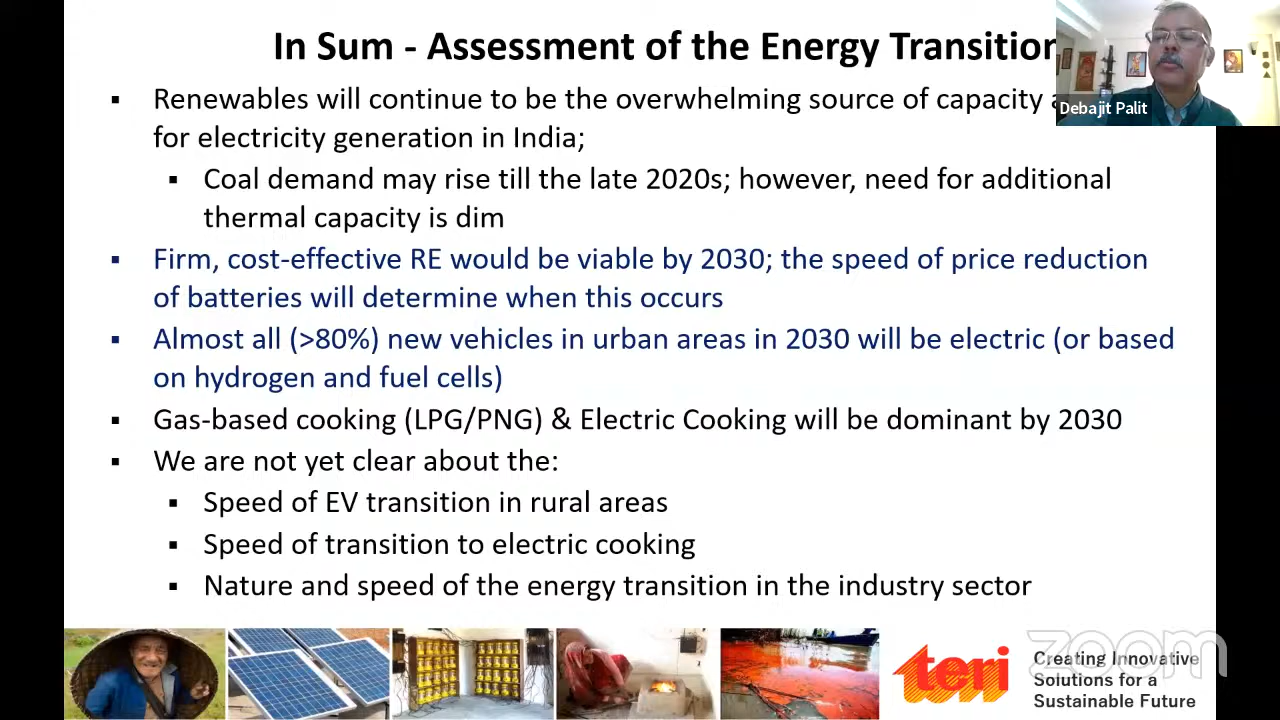 In Sum - Assessment of the Energy Transition
Debajit Palit
▪ Renewables will continue to be the overwhelming source of capacity
for electricity generation in India;
▪ Coal demand may rise till the late 2020s; however, need for additional
thermal capacity is dim
▪ Firm, cost-effective RE would be viable by 2030; the speed of price reduction
of batteries will determine when this occurs
▪ Almost all (>80%) new vehicles in urban areas in 2030 will be electric (or based
on hydrogen and fuel cells)
▪ Gas-based cooking (LPG/PNG) & Electric Cooking will be dominant by 2030
▪ We are not yet clear about the:
▪ Speed of EV transition in rural areas
▪ Speed of transition to electric cooking
▪ Nature and speed of the energy transition in the industry sector
teri
zoom
Creating Innovative
Solutions for a
Sustainable Future